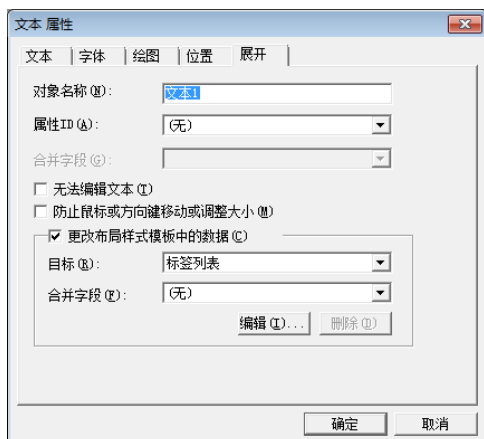 文本 属性
文本 字体 绘图 位置 展开
对象名称(N): 文本1
属性ID(A): (无)
合并字段(G):
无法编辑文本(T)
防止鼠标或方向键移动或调整大小(M)
更改布局样式模板中的数据(C)
目标(R): 标签列表
合并字段(F): (无)
编辑(I)... 删除(D)
确定 取消